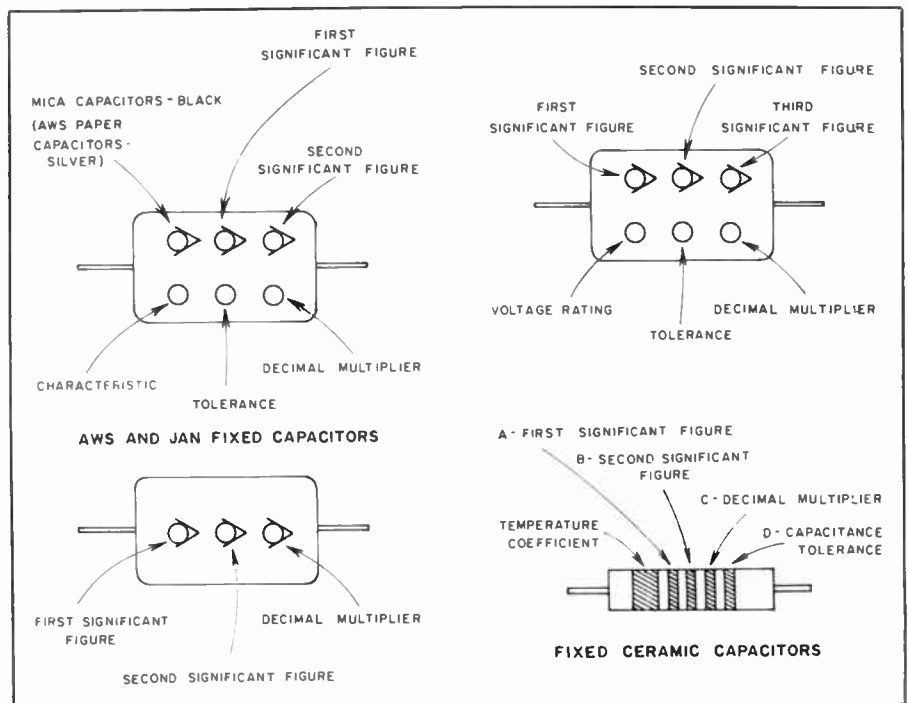 FIRST
SIGNIFICANT FIGURE
MICA CAPACITORS - BLACK
(AWS PAPER
CAPACITORS -
SILVER)
SECOND
SIGNIFICANT FIGURE
CHARACTERISTIC
TOLERANCE
DECIMAL MULTIPLIER
AWS AND JAN FIXED CAPACITORS
SECOND SIGNIFICANT FIGURE
FIRST
SIGNIFICANT FIGURE
THIRD
SIGNIFICANT FIGURE
VOLTAGE RATING
TOLERANCE
DECIMAL MULTIPLIER
FIRST SIGNIFICANT
FIGURE
SECOND SIGNIFICANT FIGURE
DECIMAL MULTIPLIER
A - FIRST SIGNIFICANT FIGURE
B - SECOND SIGNIFICANT
FIGURE
C - DECIMAL MULTIPLIER
TEMPERATURE
COEFFICIENT
D - CAPACITANCE
TOLERANCE
FIXED CERAMIC CAPACITORS